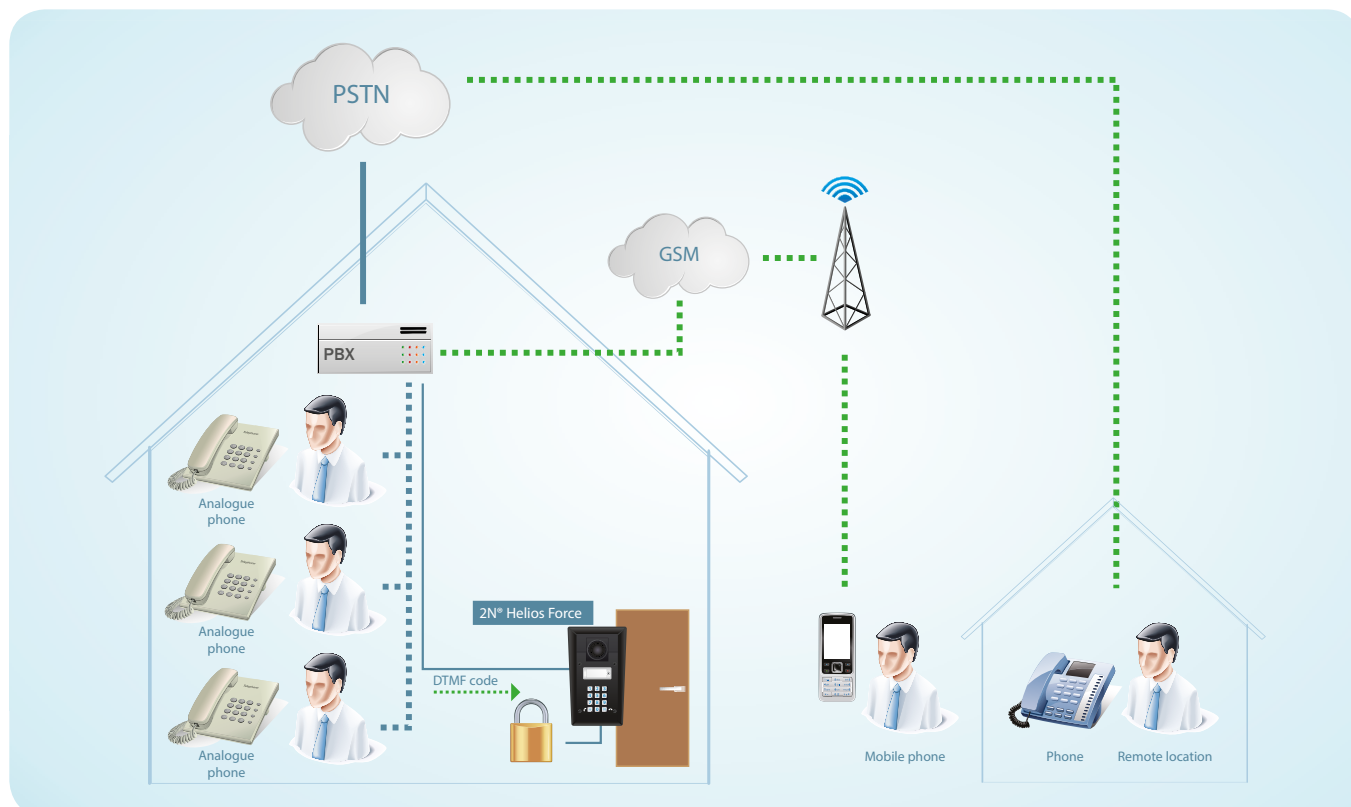 PSTN
GSM
PBX
Analogue
phone
Analogue
phone
2N® Helios Force
DTMF code
Analogue
phone
Mobile phone
Phone
Remote location